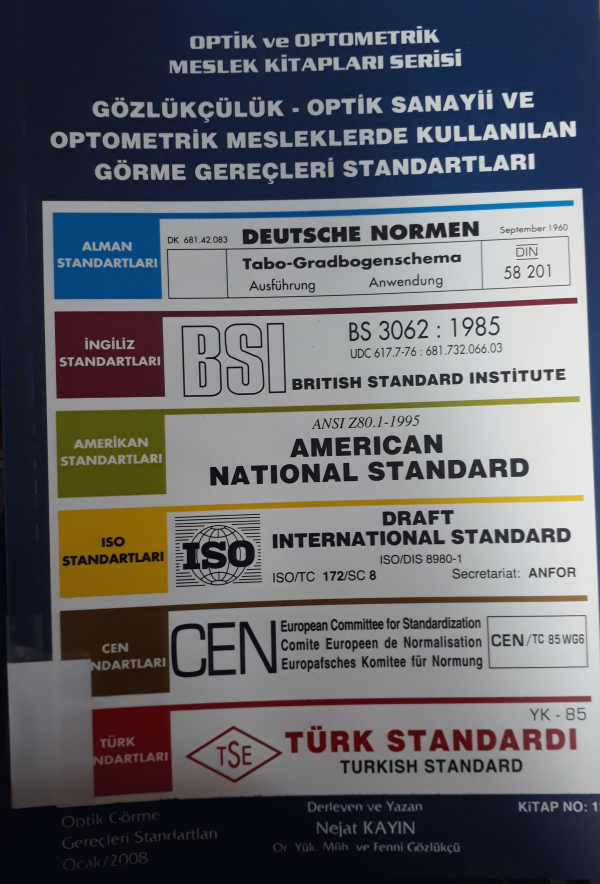 OPTİK ve OPTOMETRİK
MESLEK KİTAPLARI SERİSİ
GÖZLÜKÇÜLÜK - OPTİK SANAYİİ VE
OPTOMETRİK MESLEKLERDE KULLANILAN
GÖRME GEREÇLERİ STANDARTLARI
ALMAN
STANDARTLARI
DK 681.42.083 DEUTSCHE NORMEN September 1960
Tabo-Gradbogenschema
Ausführung Anwendung
DIN
58 201
İNGİLİZ
STANDARTLARI
BSI
BS 3062 : 1985
UDC 617.7-76 : 681.732.066.03
BRITISH STANDARD INSTİTUTE
AMERİKAN
STANDARTLARI
ANSI Z80.1-1995
AMERICAN
NATIONAL STANDARD
ISO
STANDARTLARI
ISO
DRAFT
INTERNATIONAL STANDARD
ISO/DIS 8980-1
ISO/TC 172/SC 8 Secretariat: ANFOR
CEN
NDARTLARI
CEN
European Committee for Standardization
Comite Europeen de Normalisation
Europafsches Komitee für Normung
CEN/TC 85 WG6
TÜRK
NDARTLARI
TSE
YK - 85
TÜRK STANDARDI
TURKISH STANDARD
Optik Görme
Gereçleri Standartları
Ocak/2008
Derleyen ve Yazan
Nejat KAYIN
Or. Yük. Müh. ve Fenni Gözlükçü
KİTAP NO: